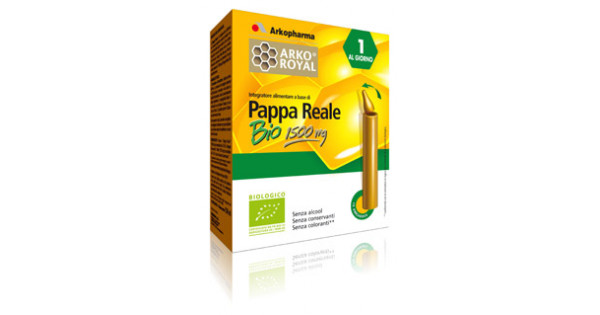 Arkopharma
ARKO®
ROYAL
1
AL GIORNO
Integratore alimentare a base di
Pappa Reale
Bio 1500 mg
BIOLOGICO
Senza alcool
Senza conservanti
Senza coloranti**